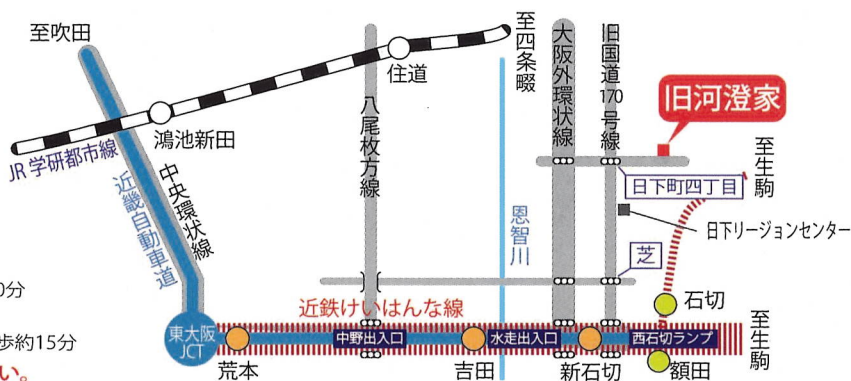 至吹田
至四条畷
大阪外環状線
旧国道170号線
住道
旧河澄家
鴻池新田
JR学研都市線
八尾枚方線
至生駒
中央環状線
近畿自動車道
日下町四丁目
恩智川
日下リージョンセンター
芝
0分
近鉄けいはんな線
石切
東大阪
JCT
中野出入口
水走出入口
西石切ランプ
至生駒
歩約15分
荒本
吉田
新石切
額田
い。